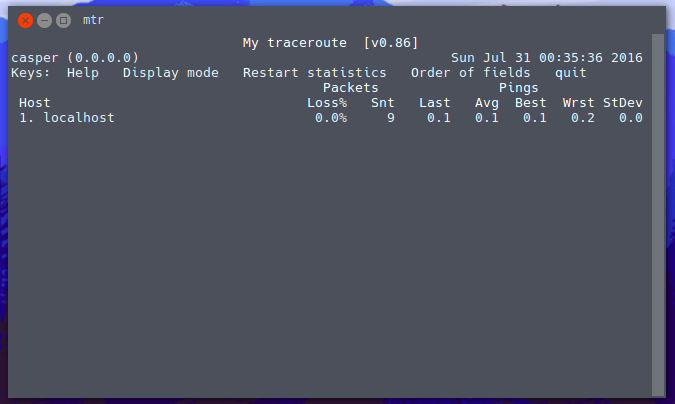 mtr
My traceroute  [v0.86]
casper (0.0.0.0)                                       Sun Jul 31 00:35:36 2016
Keys:  Help   Display mode   Restart statistics   Order of fields   quit
                                       Packets               Pings
 Host                                Loss%   Snt   Last   Avg  Best  Wrst StDev
 1. localhost                         0.0%     9    0.1   0.1   0.1   0.2   0.0